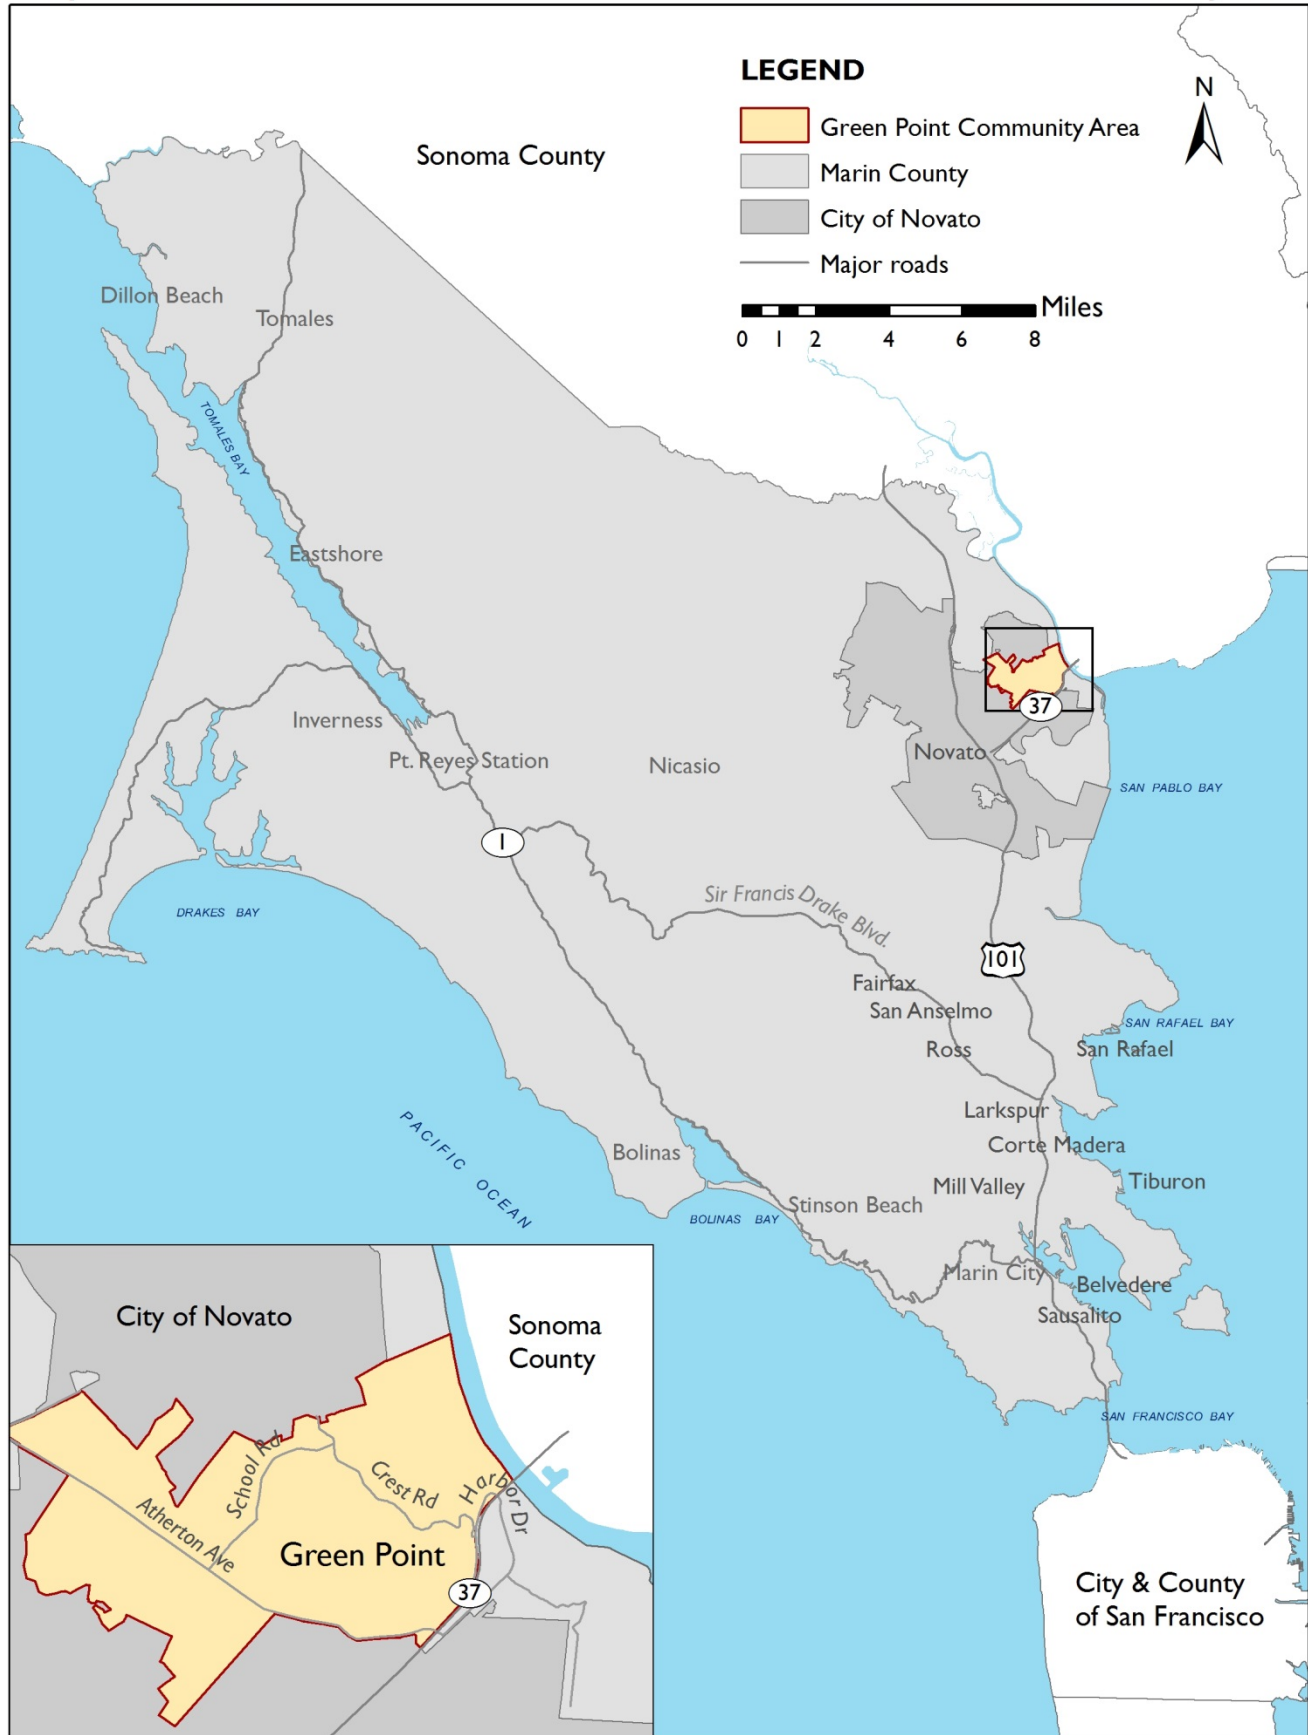 LEGEND
Green Point Community Area
Marin County
City of Novato
Major roads
Miles
0 1 2 4 6 8
N
Sonoma County
Dillon Beach
Tomales
TOMALES BAY
Eastshore
Inverness
Pt. Reyes Station
Nicasio
Novato
37
SAN PABLO BAY
1
DRAKES BAY
Sir Francis Drake Blvd.
101
Fairfax
San Anselmo
Ross
SAN RAFAEL BAY
San Rafael
Larkspur
Corte Madera
PACIFIC OCEAN
Bolinas
Mill Valley
Tiburon
Stinson Beach
BOLINAS BAY
Marin City
Belvedere
Sausalito
SAN FRANCISCO BAY
City & County
of San Francisco
City of Novato
Sonoma
County
School Rd
Crest Rd
Harbor Dr
Atherton Ave
Green Point
37